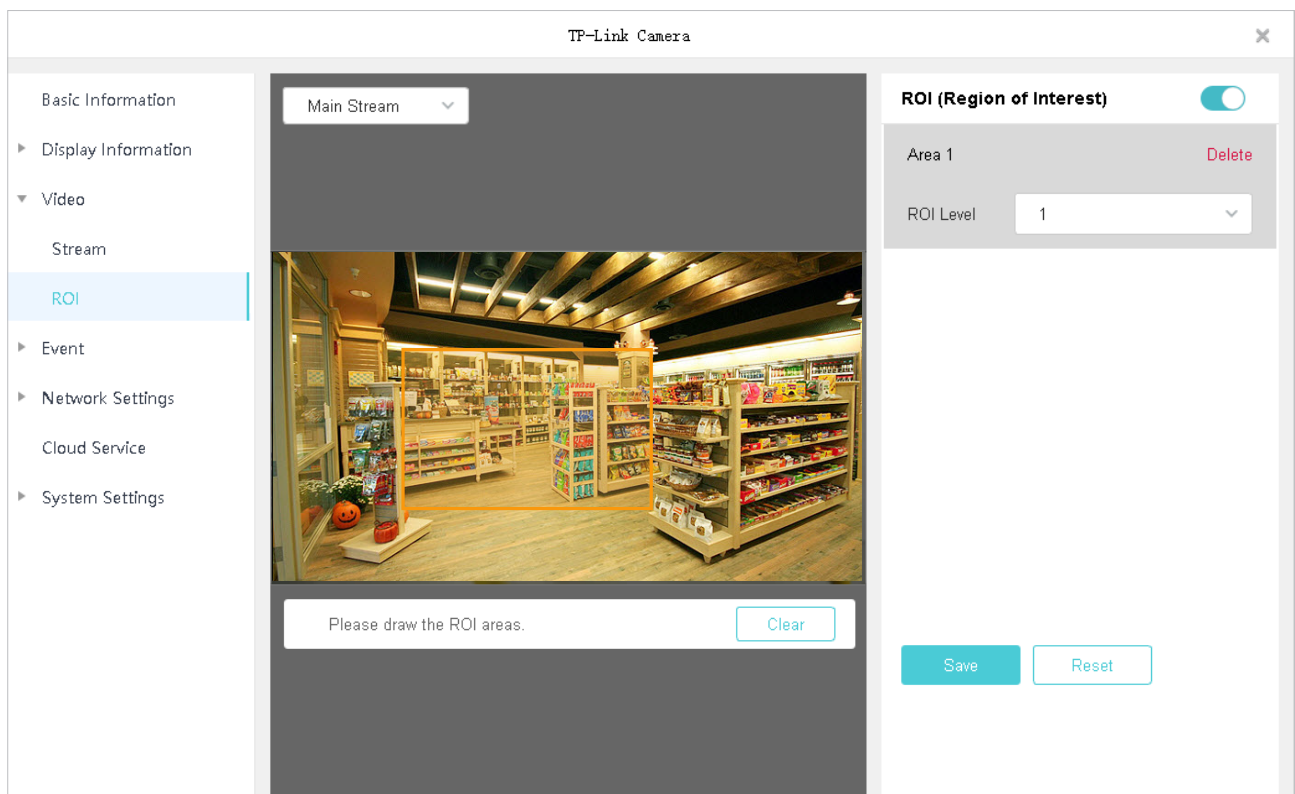 TP-Link Camera
Basic Information
Display Information
Video
Stream
ROI
Event
Network Settings
Cloud Service
System Settings
Main Stream
Please draw the ROI areas.
Clear
ROI (Region of Interest)
Area 1
Delete
ROI Level
1
Save
Reset